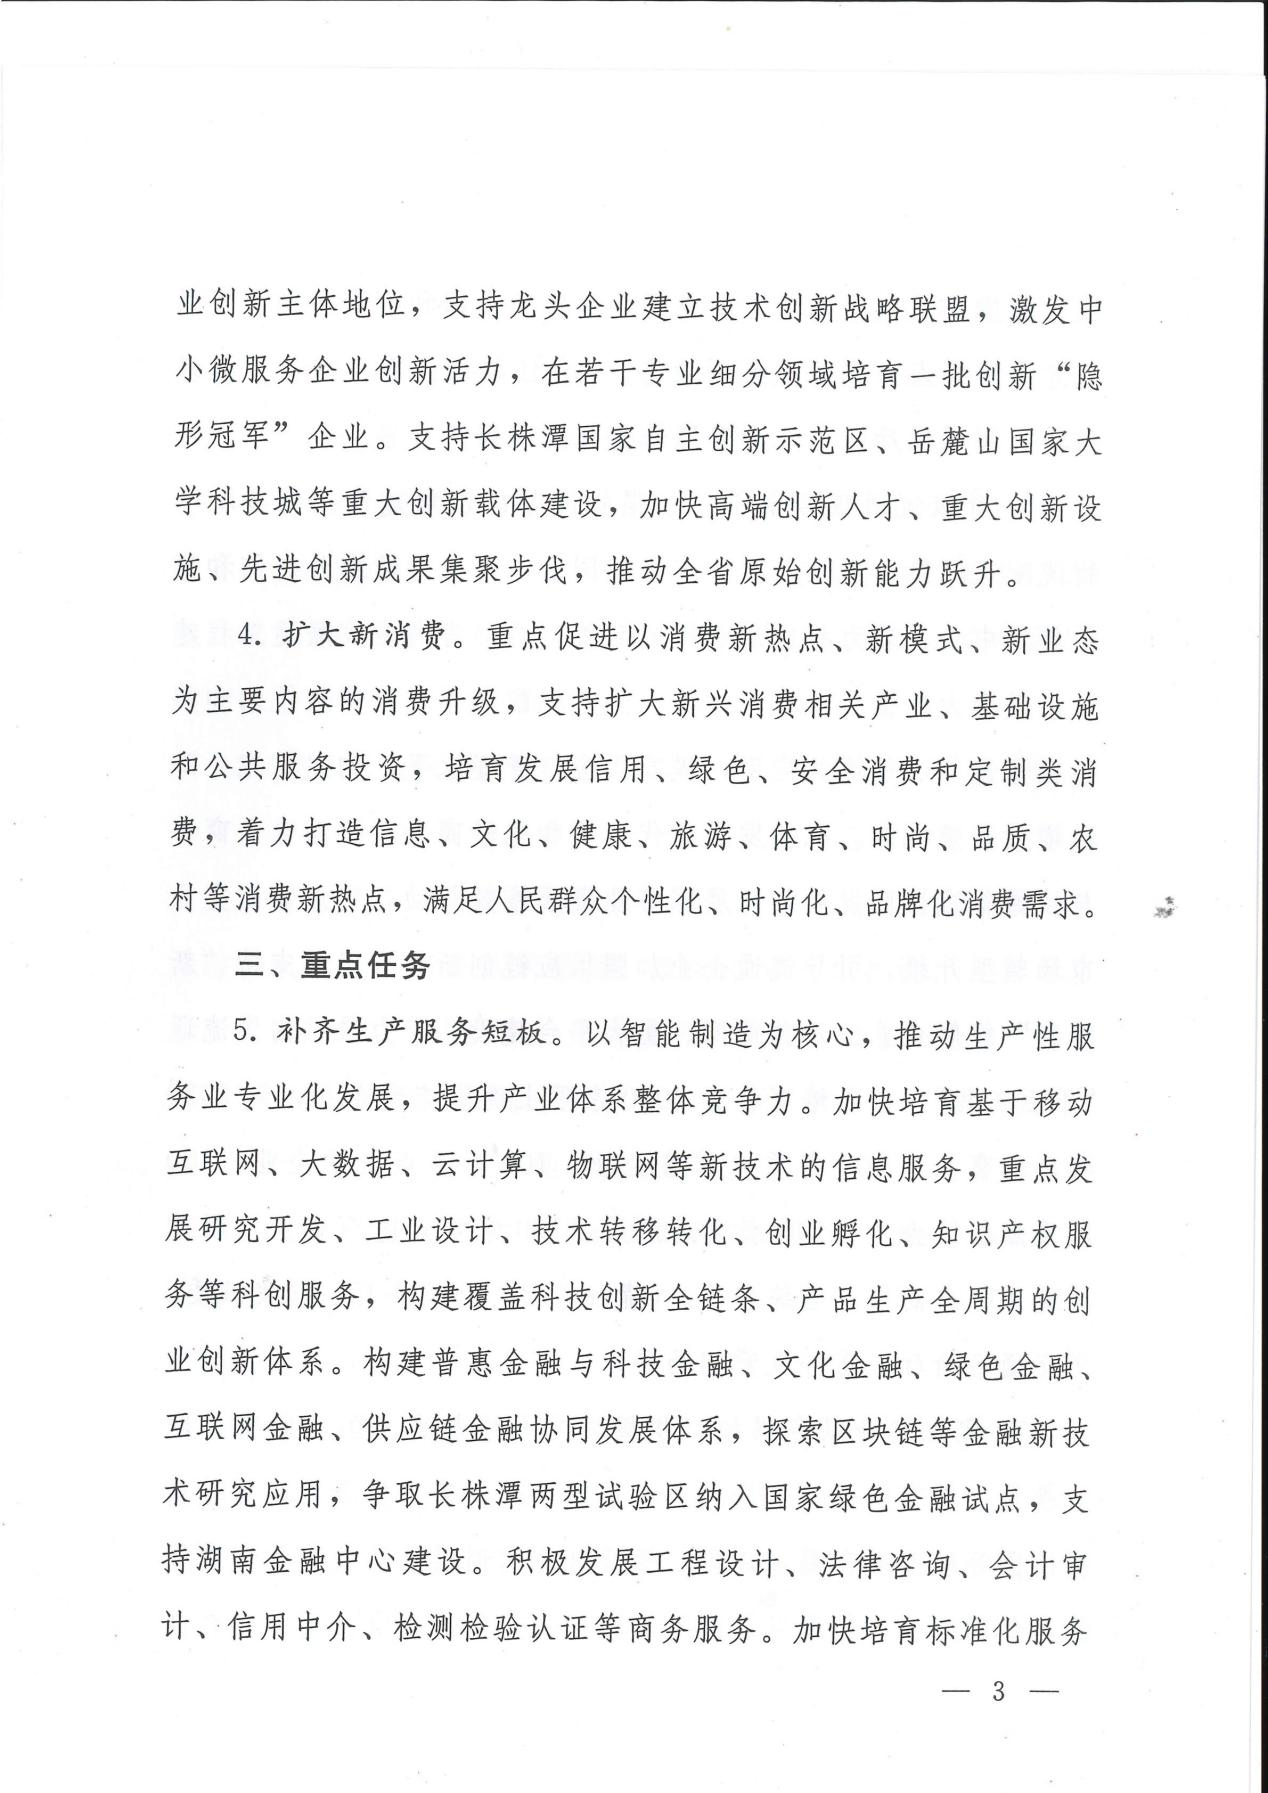 业创新主体地位，支持龙头企业建立技术创新战略联盟，激发中
小微服务企业创新活力，在若干专业细分领域培育一批创新“隐
形冠军”企业。支持长株潭国家自主创新示范区、岳麓山国家大
学科技城等重大创新载体建设，加快高端创新人才、重大创新设
施、先进创新成果集聚步伐，推动全省原始创新能力跃升。
4. 扩大新消费。重点促进以消费新热点、新模式、新业态
为主要内容的消费升级，支持扩大新兴消费相关产业、基础设施
和公共服务投资，培育发展信用、绿色、安全消费和定制类消
费，着力打造信息、文化、健康、旅游、体育、时尚、品质、农
村等消费新热点，满足人民群众个性化、时尚化、品牌化消费需求。
三、重点任务
5. 补齐生产服务短板。以智能制造为核心，推动生产性服
务业专业化发展，提升产业体系整体竞争力。加快培育基于移动
互联网、大数据、云计算、物联网等新技术的信息服务，重点发
展研究开发、工业设计、技术转移转化、创业孵化、知识产权服
务等科创服务，构建覆盖科技创新全链条、产品生产全周期的创
业创新体系。构建普惠金融与科技金融、文化金融、绿色金融、
互联网金融、供应链金融协同发展体系，探索区块链等金融新技
术研究应用，争取长株潭两型试验区纳入国家绿色金融试点，支
持湖南金融中心建设。积极发展工程设计、法律咨询、会计审
计、信用中介、检测检验认证等商务服务。加快培育标准化服务
— 3 —